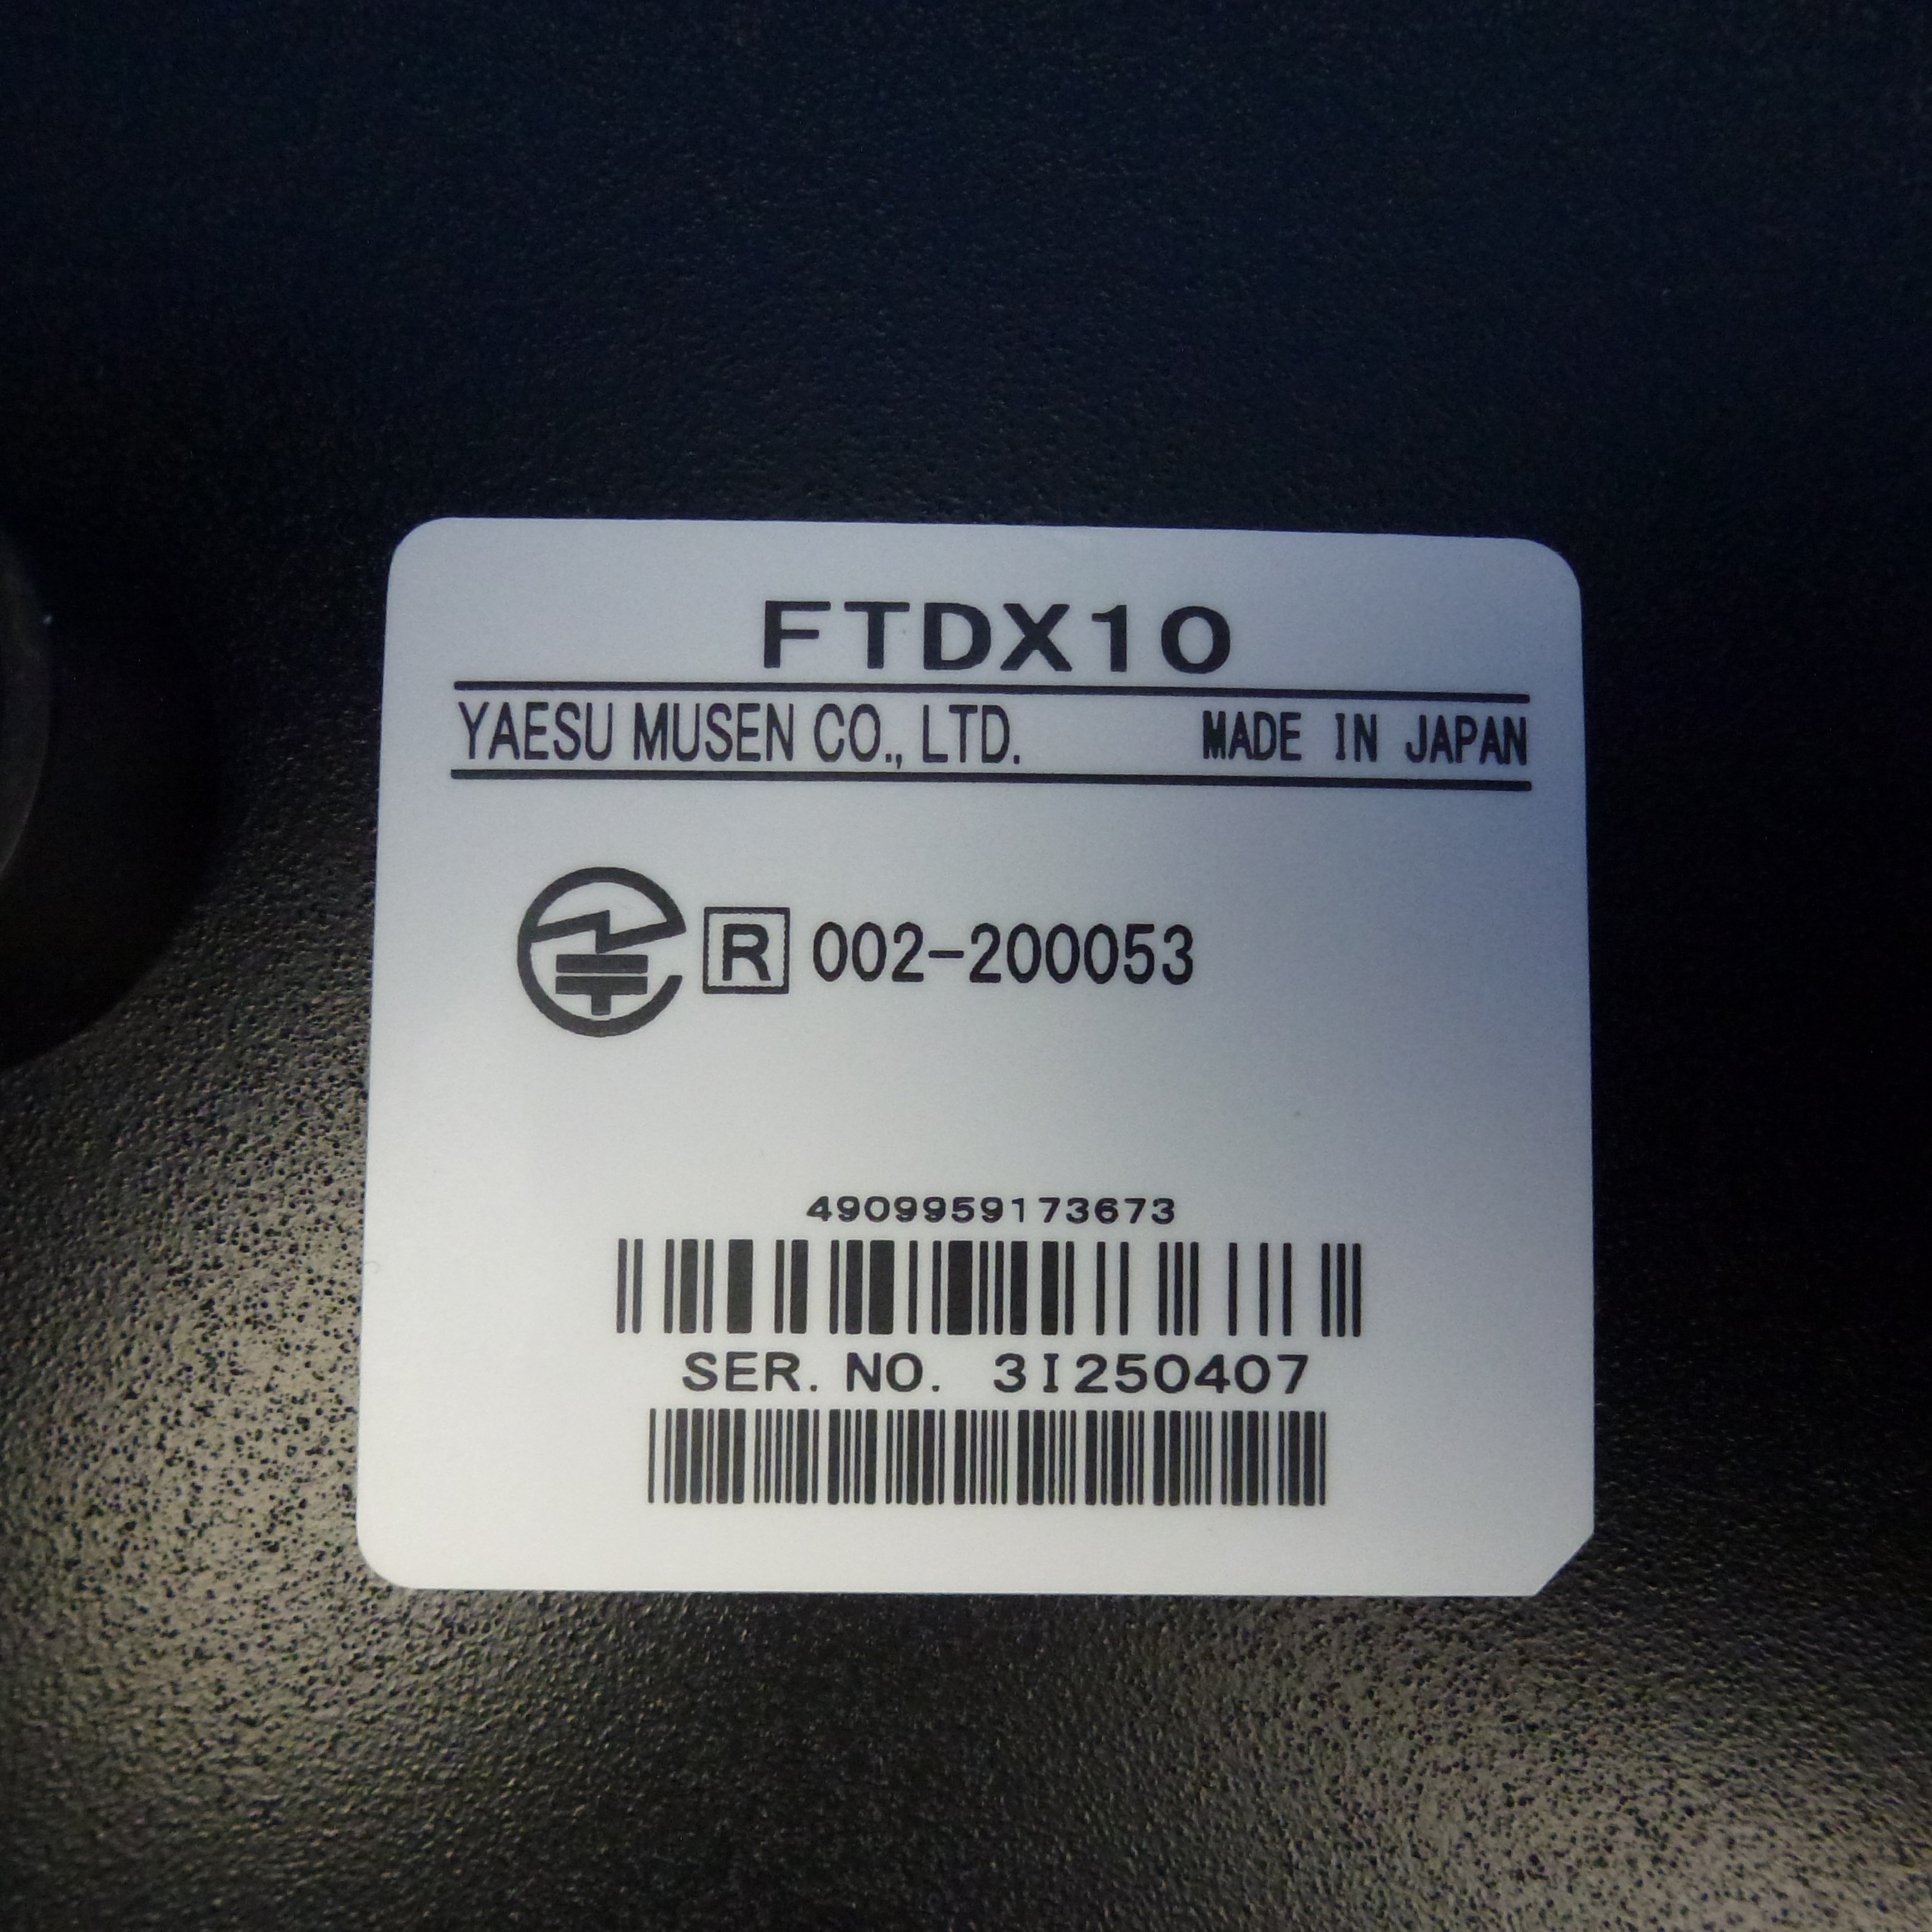 FTDX10
YAESU MUSEN CO., LTD. MADE IN JAPAN
R 002-200053
4909959173673
SER. NO. 3I250407